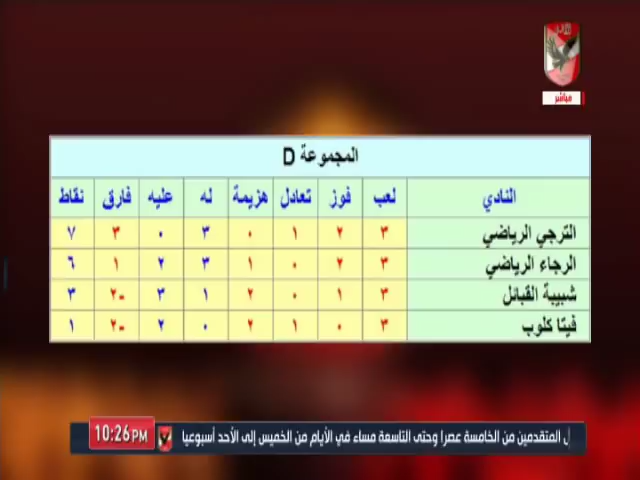 مباشر
المجموعة D
النادي لعب فوز تعادل هزيمة له عليه فارق نقاط
الترجي الرياضي ٣ ٢ ١ ٠ ٣ ٠ ٣ ٧
الرجاء الرياضي ٣ ٢ ٠ ١ ٣ ٢ ١ ٦
شبيبة القبائل ٣ ١ ٠ ٢ ١ ٣ -٢ ٣
فيتا كلوب ٣ ٠ ١ ٢ ٠ ٢ -٢ ١
المتقدمين من الخامسة عصرا وحتى التاسعة مساء في الأيام من الخميس إلى الأحد أسبوعيا
10:26 PM